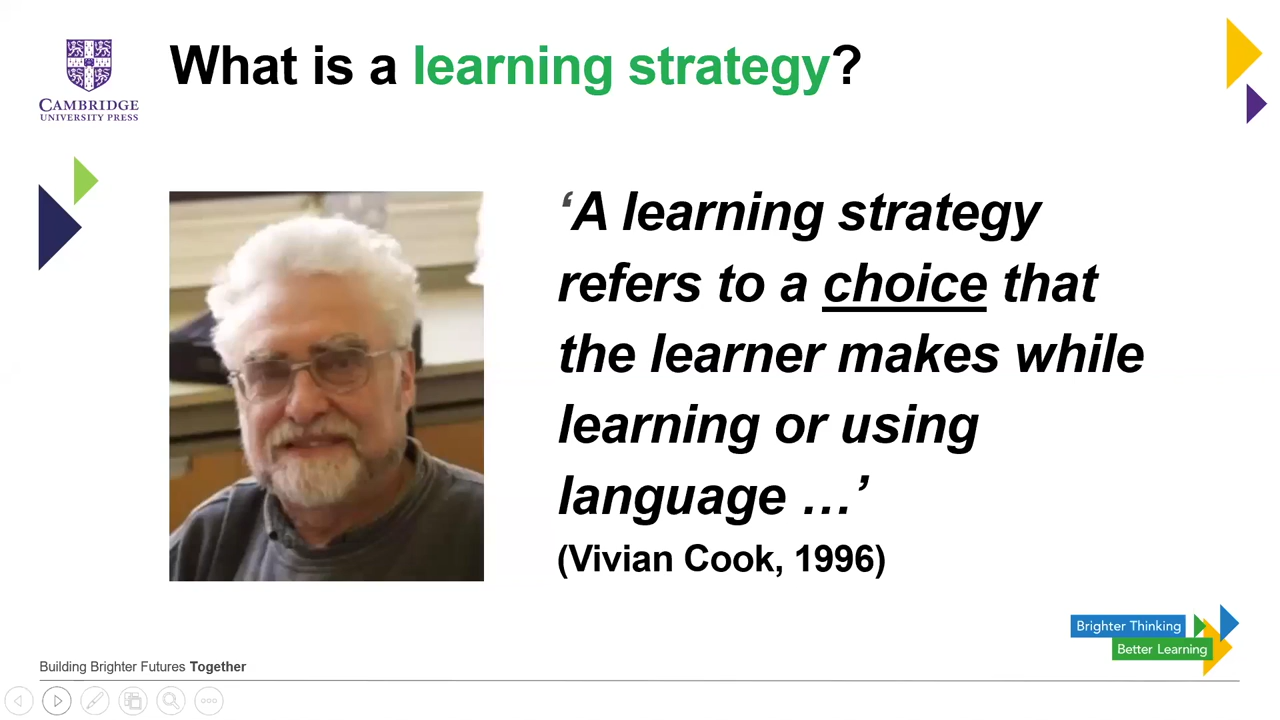 What is a learning strategy?
CAMBRIDGE
UNIVERSITY PRESS
‘A learning strategy
refers to a choice that
the learner makes while
learning or using
language …’
(Vivian Cook, 1996)
Brighter Thinking
Better Learning
Building Brighter Futures Together